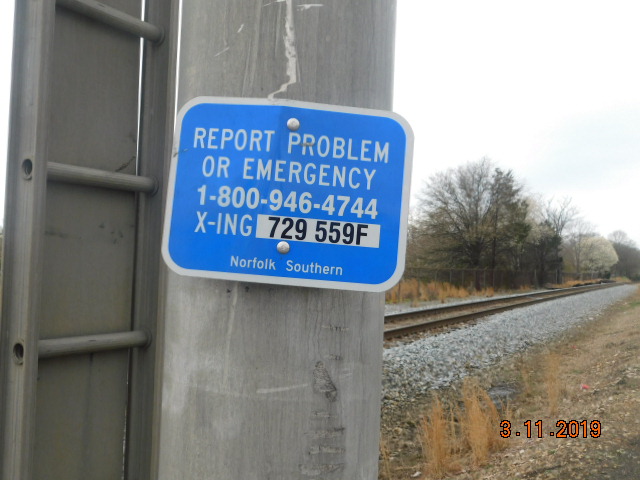 REPORT PROBLEM
OR EMERGENCY
1-800-946-4744
X-ING 729 559F
Norfolk Southern
3.11.2019